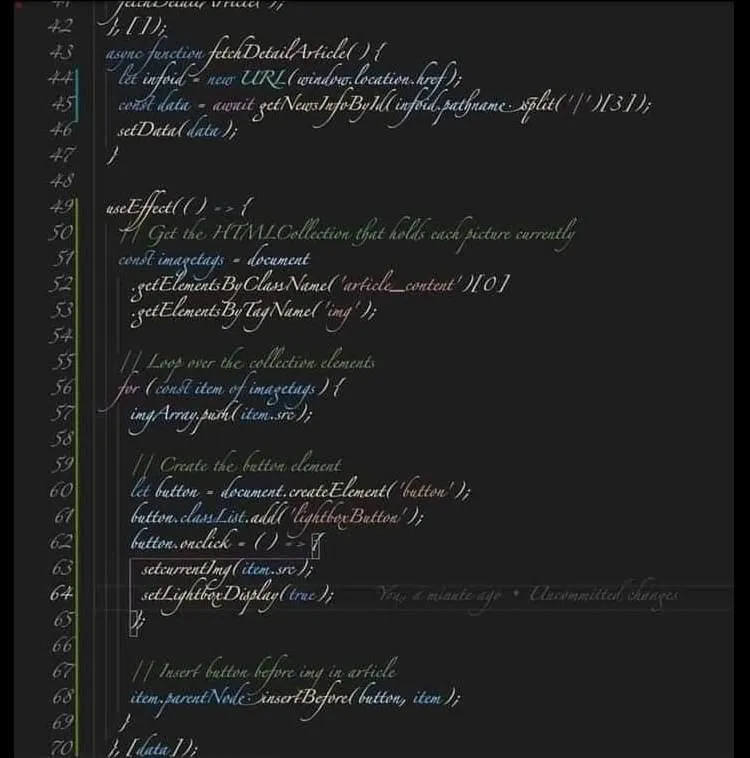 41 fetchDetailArticle();
42 }, []);
43 async function fetchDetailArticle() {
44 let infoid = new URL(window.location.href);
45 const data = await getNewsInfoById(infoid.pathname.split('/')[3]);
46 setData(data);
47 }
48
49 useEffect(() => {
50 // Get the HTMLCollection that holds each picture currently
51 const imagetags = document
52 .getElementsByClassName('article_content')[0]
53 .getElementsByTagName('img');
54
55 // Loop over the collection elements
56 for (const item of imagetags) {
57 imgArray.push(item.src);
58
59 // Create the button element
60 let button = document.createElement('button');
61 button.classList.add('lightboxButton');
62 button.onclick = () => {
63 setcurrentImg(item.src);
64 setLightboxDisplay(true); You, a minute ago • Uncommitted changes
65 };
66
67 // Insert button before img in article
68 item.parentNode.insertBefore(button, item);
69 }
70 }, [data]);